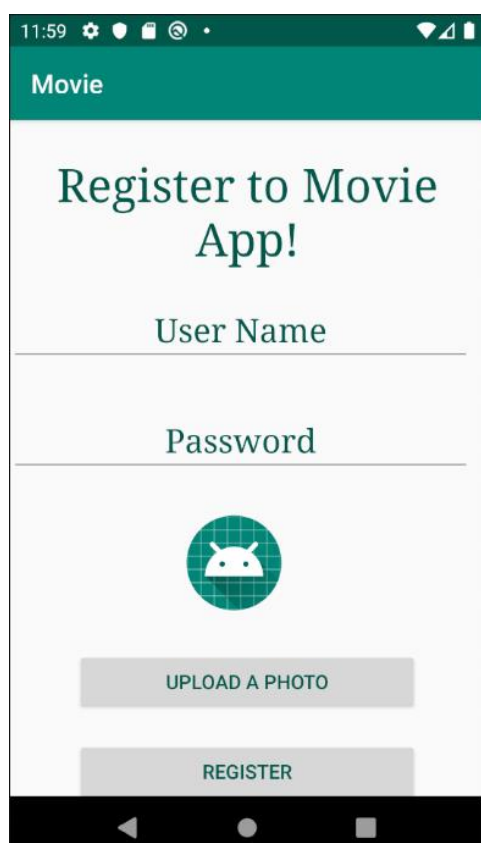 11:59
Movie
Register to Movie
App!
User Name
Password
UPLOAD A PHOTO
REGISTER